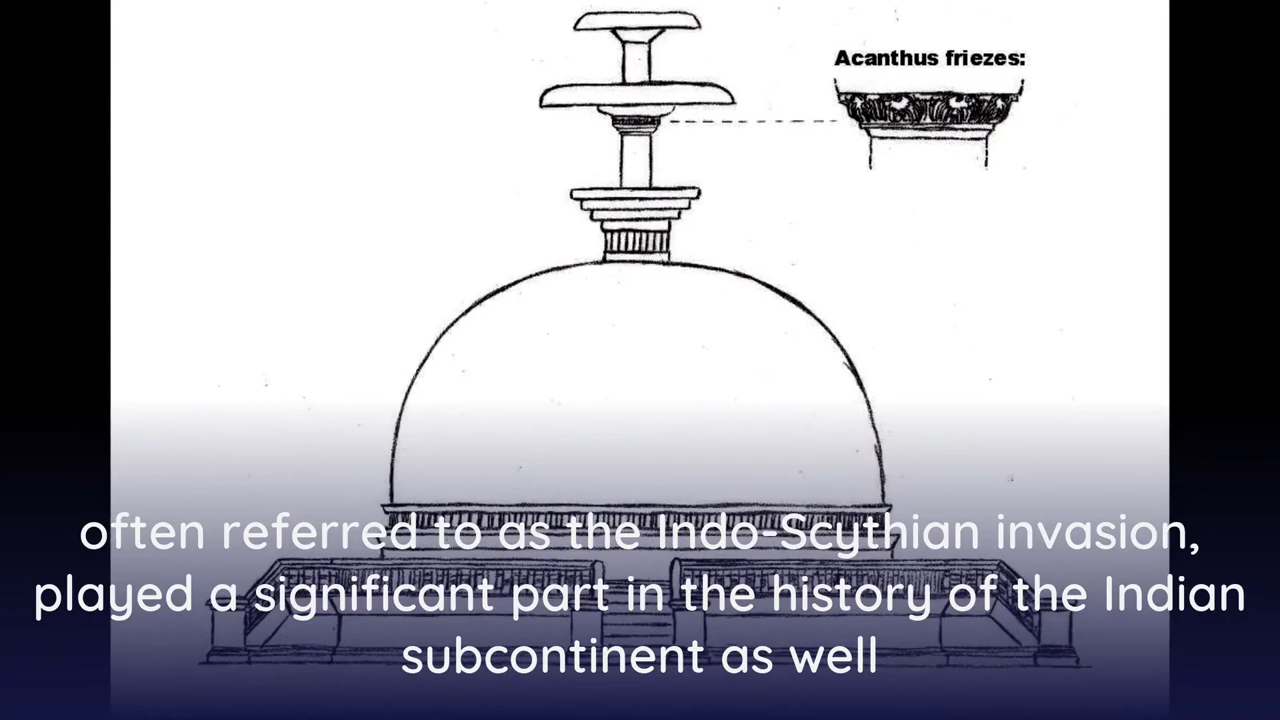 Acanthus friezes:
often referred to as the Indo-Scythian invasion,
played a significant part in the history of the Indian
subcontinent as well